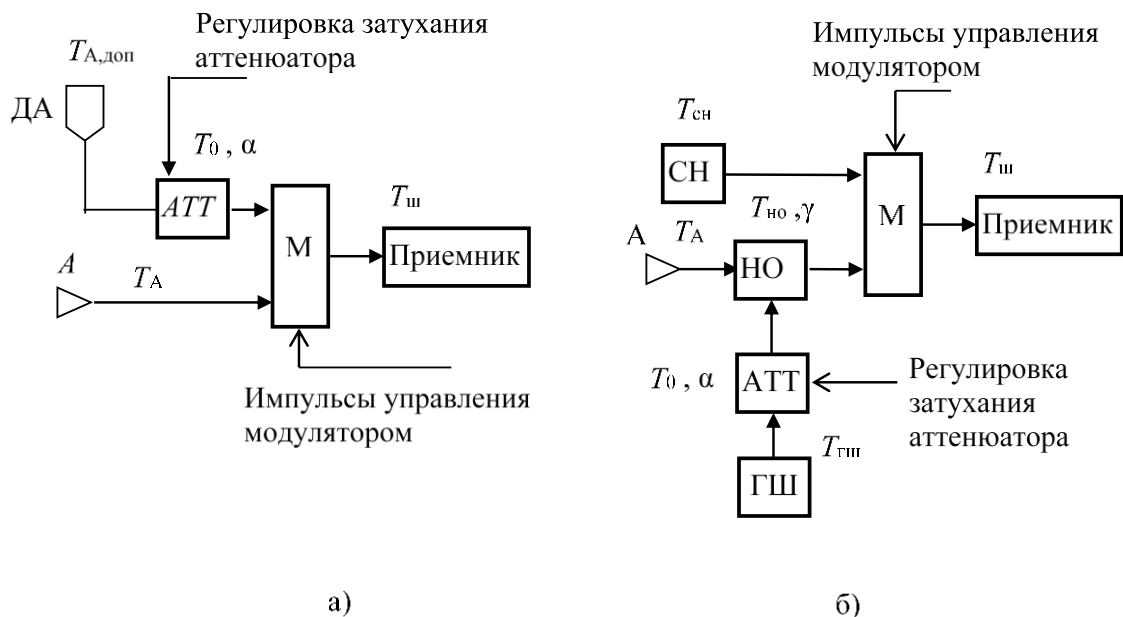 Регулировка затухания
аттенюатора
TА,доп
ДА
T0 , α
АТТ
М
Tш
Приемник
А
TА
Импульсы управления
модулятором
а)
Импульсы управления
модулятором
Tсн
СН
Tно ,γ
М
Tш
Приемник
А
TА
НО
T0, α
АТТ
Регулировка
затухания
аттенюатора
Tгш
ГШ
б)